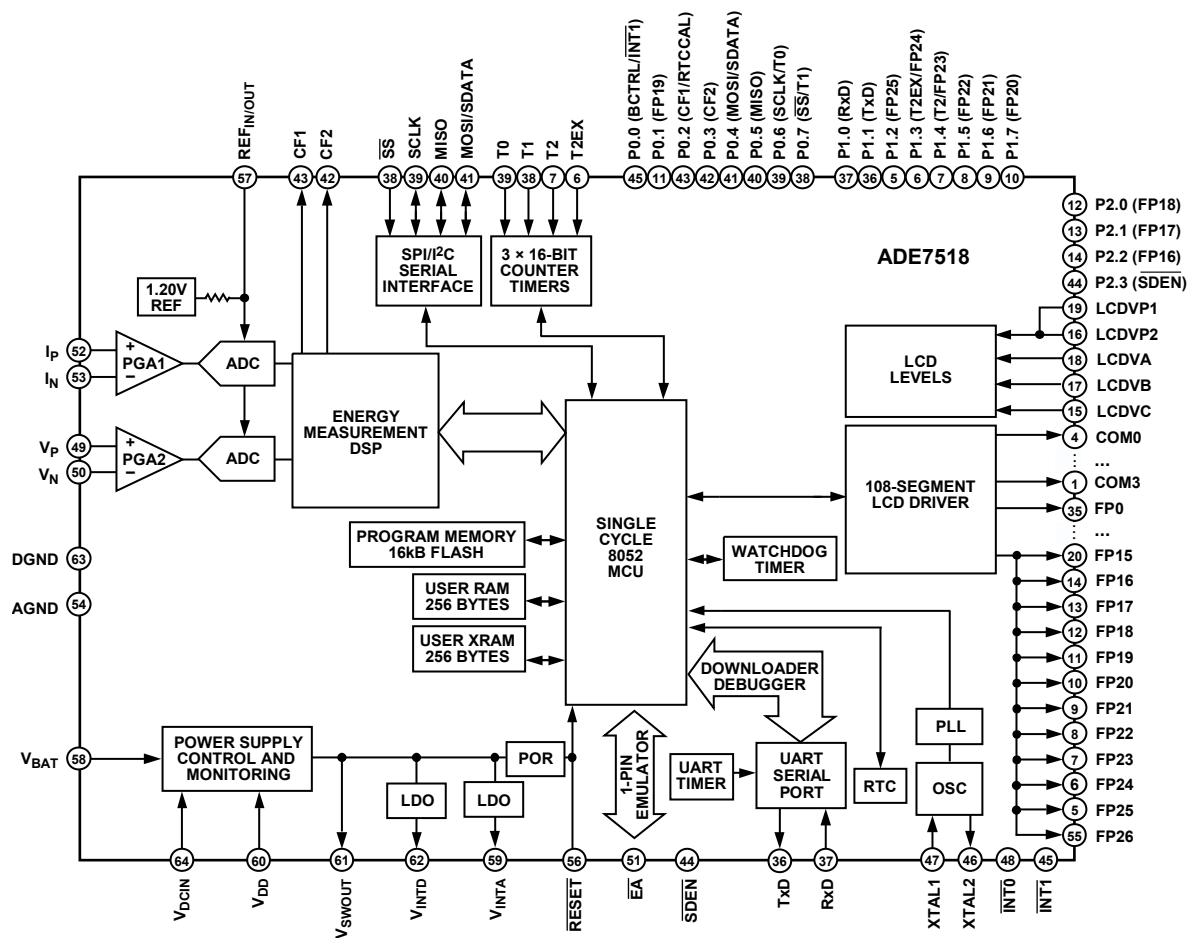 REF IN/OUT
CF1
CF2
SS
SCLK
MISO
MOSI/SDATA
T0
T1
T2
T2EX
P0.0 (BCTRL/INT1)
P0.1 (FP19)
P0.2 (CF1/RTCCAL)
P0.3 (CF2)
P0.4 (MOSI/SDATA)
P0.5 (MISO)
P0.6 (SCLK/T0)
P0.7 (SS/T1)
P1.0 (RxD)
P1.1 (TxD)
P1.2 (FP25)
P1.3 (T2EX/FP24)
P1.4 (T2/FP23)
P1.5 (FP22)
P1.6 (FP21)
P1.7 (FP20)
57
43
42
38
39
40
41
39
38
7
6
45
11
43
42
41
40
39
38
37
36
5
6
7
8
9
10
ADE7518
12 P2.0 (FP18)
13 P2.1 (FP17)
14 P2.2 (FP16)
44 P2.3 (SDEN)
19 LCDVP1
16 LCDVP2
18 LCDVA
17 LCDVB
15 LCDVC
4 COM0
...
1 COM3
35 FP0
...
20 FP15
14 FP16
13 FP17
12 FP18
11 FP19
10 FP20
9 FP21
8 FP22
7 FP23
6 FP24
5 FP25
55 FP26
SPI/I2C
SERIAL
INTERFACE
3 × 16-BIT
COUNTER
TIMERS
1.20V
REF
IP 52
IN 53
+
PGA1
−
ADC
VP 49
VN 50
+
PGA2
−
ADC
ENERGY
MEASUREMENT
DSP
LCD
LEVELS
108-SEGMENT
LCD DRIVER
SINGLE
CYCLE
8052
MCU
PROGRAM MEMORY
16kB FLASH
USER RAM
256 BYTES
USER XRAM
256 BYTES
WATCHDOG
TIMER
DOWNLOADER
DEBUGGER
DGND 63
AGND 54
VBAT 58
POWER SUPPLY
CONTROL AND
MONITORING
LDO
LDO
POR
1-PIN
EMULATOR
UART
TIMER
UART
SERIAL
PORT
RTC
PLL
OSC
64
60
61
62
59
56
51
44
36
37
47
46
48
45
VDCIN
VDD
VSWOUT
VINTD
VINTA
RESET
EA
SDEN
TxD
RxD
XTAL1
XTAL2
INT0
INT1